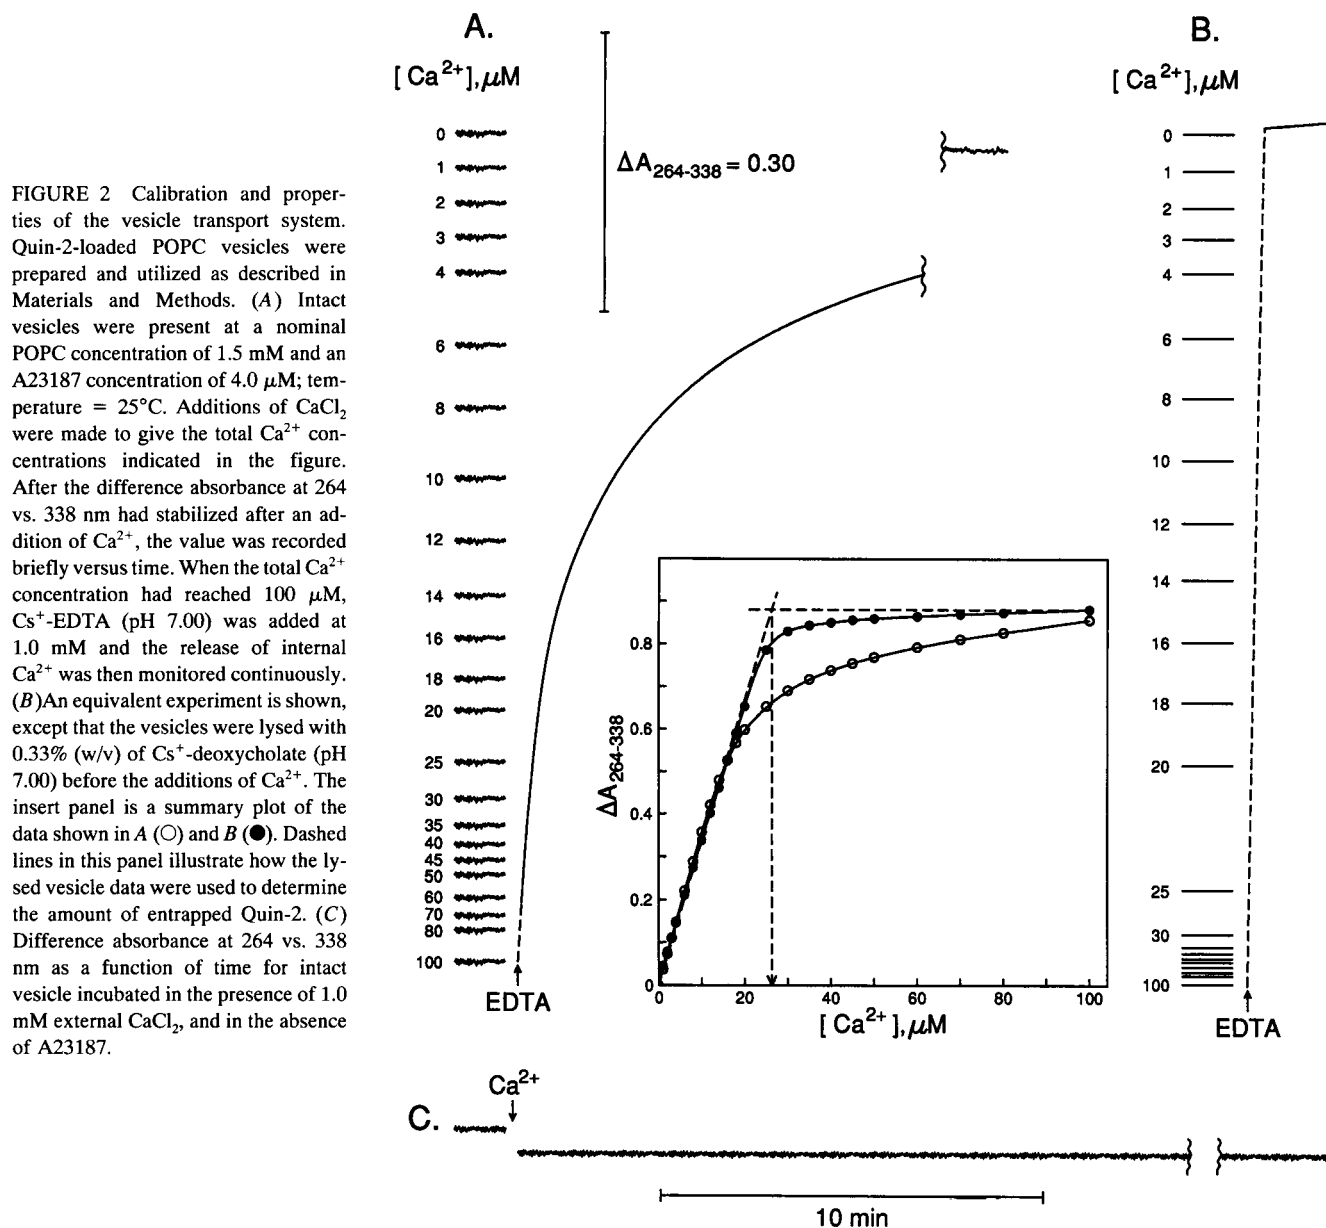 FIGURE 2 Calibration and proper-
ties of the vesicle transport system.
Quin-2-loaded POPC vesicles were
prepared and utilized as described in
Materials and Methods. (A) Intact
vesicles were present at a nominal
POPC concentration of 1.5 mM and an
A23187 concentration of 4.0 μM; tem-
perature = 25°C. Additions of CaCl₂
were made to give the total Ca²⁺ con-
centrations indicated in the figure.
After the difference absorbance at 264
vs. 338 nm had stabilized after an ad-
dition of Ca²⁺, the value was recorded
briefly versus time. When the total Ca²⁺
concentration had reached 100 μM,
Cs⁺-EDTA (pH 7.00) was added at
1.0 mM and the release of internal
Ca²⁺ was then monitored continuously.
(B)An equivalent experiment is shown,
except that the vesicles were lysed with
0.33% (w/v) of Cs⁺-deoxycholate (pH
7.00) before the additions of Ca²⁺. The
insert panel is a summary plot of the
data shown in A (○) and B (●). Dashed
lines in this panel illustrate how the ly-
sed vesicle data were used to determine
the amount of entrapped Quin-2. (C)
Difference absorbance at 264 vs. 338
nm as a function of time for intact
vesicle incubated in the presence of 1.0
mM external CaCl₂, and in the absence
of A23187.
A.
[Ca²⁺],μM
0
1
2
3
4
6
8
10
12
14
16
18
20
25
30
35
40
45
50
60
70
80
100
EDTA
ΔA₂₆₄₋₃₃₈ = 0.30
ΔA₂₆₄₋₃₃₈
0.8
0.6
0.4
0.2
0
0 20 40 60 80 100
[Ca²⁺],μM
B.
[Ca²⁺],μM
0
1
2
3
4
6
8
10
12
14
16
18
20
25
30
100
EDTA
C.
Ca²⁺
10 min